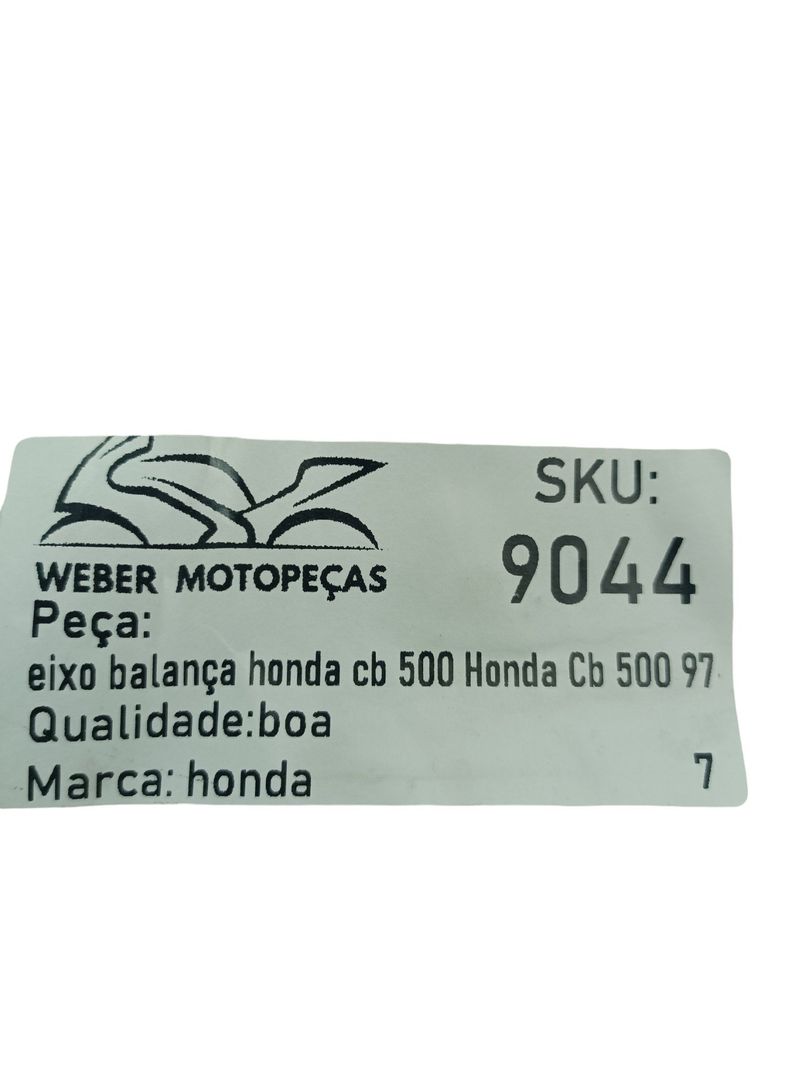 WEBER MOTOPEÇAS
SKU:
9044
Peça:
eixo balança honda cb 500 Honda Cb 500 97
Qualidade:boa
Marca: honda
7